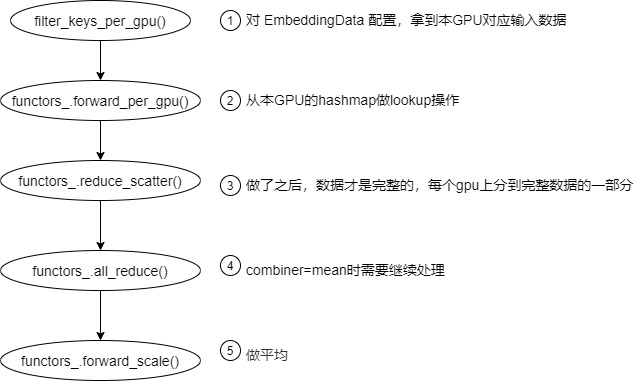 filter_keys_per_gpu() ① 对 EmbeddingData 配置，拿到本GPU对应输入数据
functors_.forward_per_gpu() ② 从本GPU的hashmap做lookup操作
functors_.reduce_scatter() ③ 做了之后，数据才是完整的，每个gpu上分到完整数据的一部分
functors_.all_reduce() ④ combiner=mean时需要继续处理
functors_.forward_scale() ⑤ 做平均